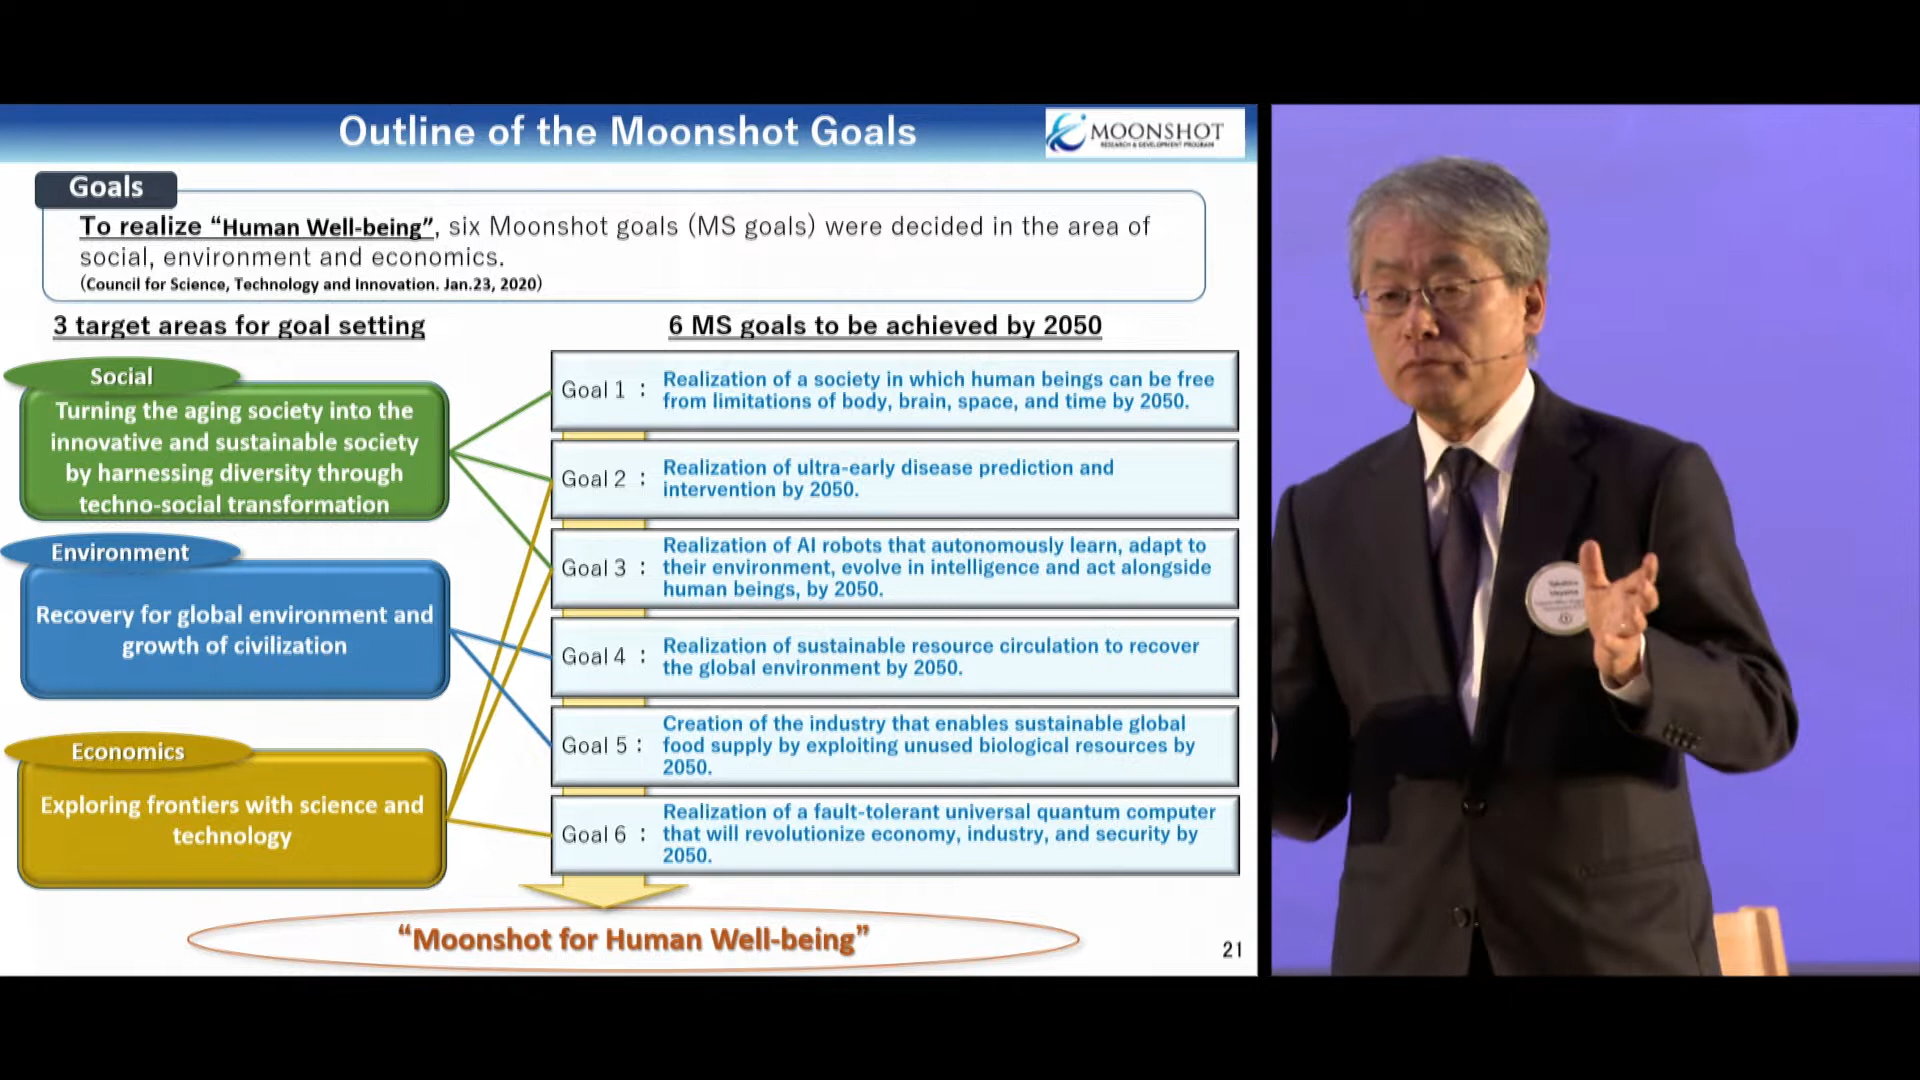 Outline of the Moonshot Goals
MOONSHOT
RESEARCH & DEVELOPMENT PROGRAM
Goals
To realize “Human Well-being”, six Moonshot goals (MS goals) were decided in the area of
social, environment and economics.
(Council for Science, Technology and Innovation. Jan.23, 2020)
3 target areas for goal setting
Social
Turning the aging society into the
innovative and sustainable society
by harnessing diversity through
techno-social transformation
Environment
Recovery for global environment and
growth of civilization
Economics
Exploring frontiers with science and
technology
6 MS goals to be achieved by 2050
Goal 1 : Realization of a society in which human beings can be free
from limitations of body, brain, space, and time by 2050.
Goal 2 : Realization of ultra-early disease prediction and
intervention by 2050.
Goal 3 : Realization of AI robots that autonomously learn, adapt to
their environment, evolve in intelligence and act alongside
human beings, by 2050.
Goal 4 : Realization of sustainable resource circulation to recover
the global environment by 2050.
Goal 5 : Creation of the industry that enables sustainable global
food supply by exploiting unused biological resources by
2050.
Goal 6 : Realization of a fault-tolerant universal quantum computer
that will revolutionize economy, industry, and security by
2050.
“Moonshot for Human Well-being”
21